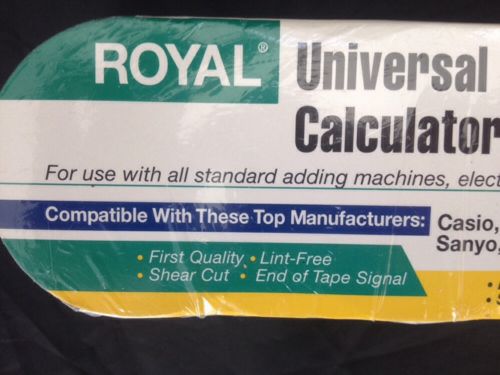 ROYAL® Universal
Calculator
For use with all standard adding machines, elect
Compatible With These Top Manufacturers: Casio,
Sanyo,
• First Quality • Lint-Free
• Shear Cut • End of Tape Signal